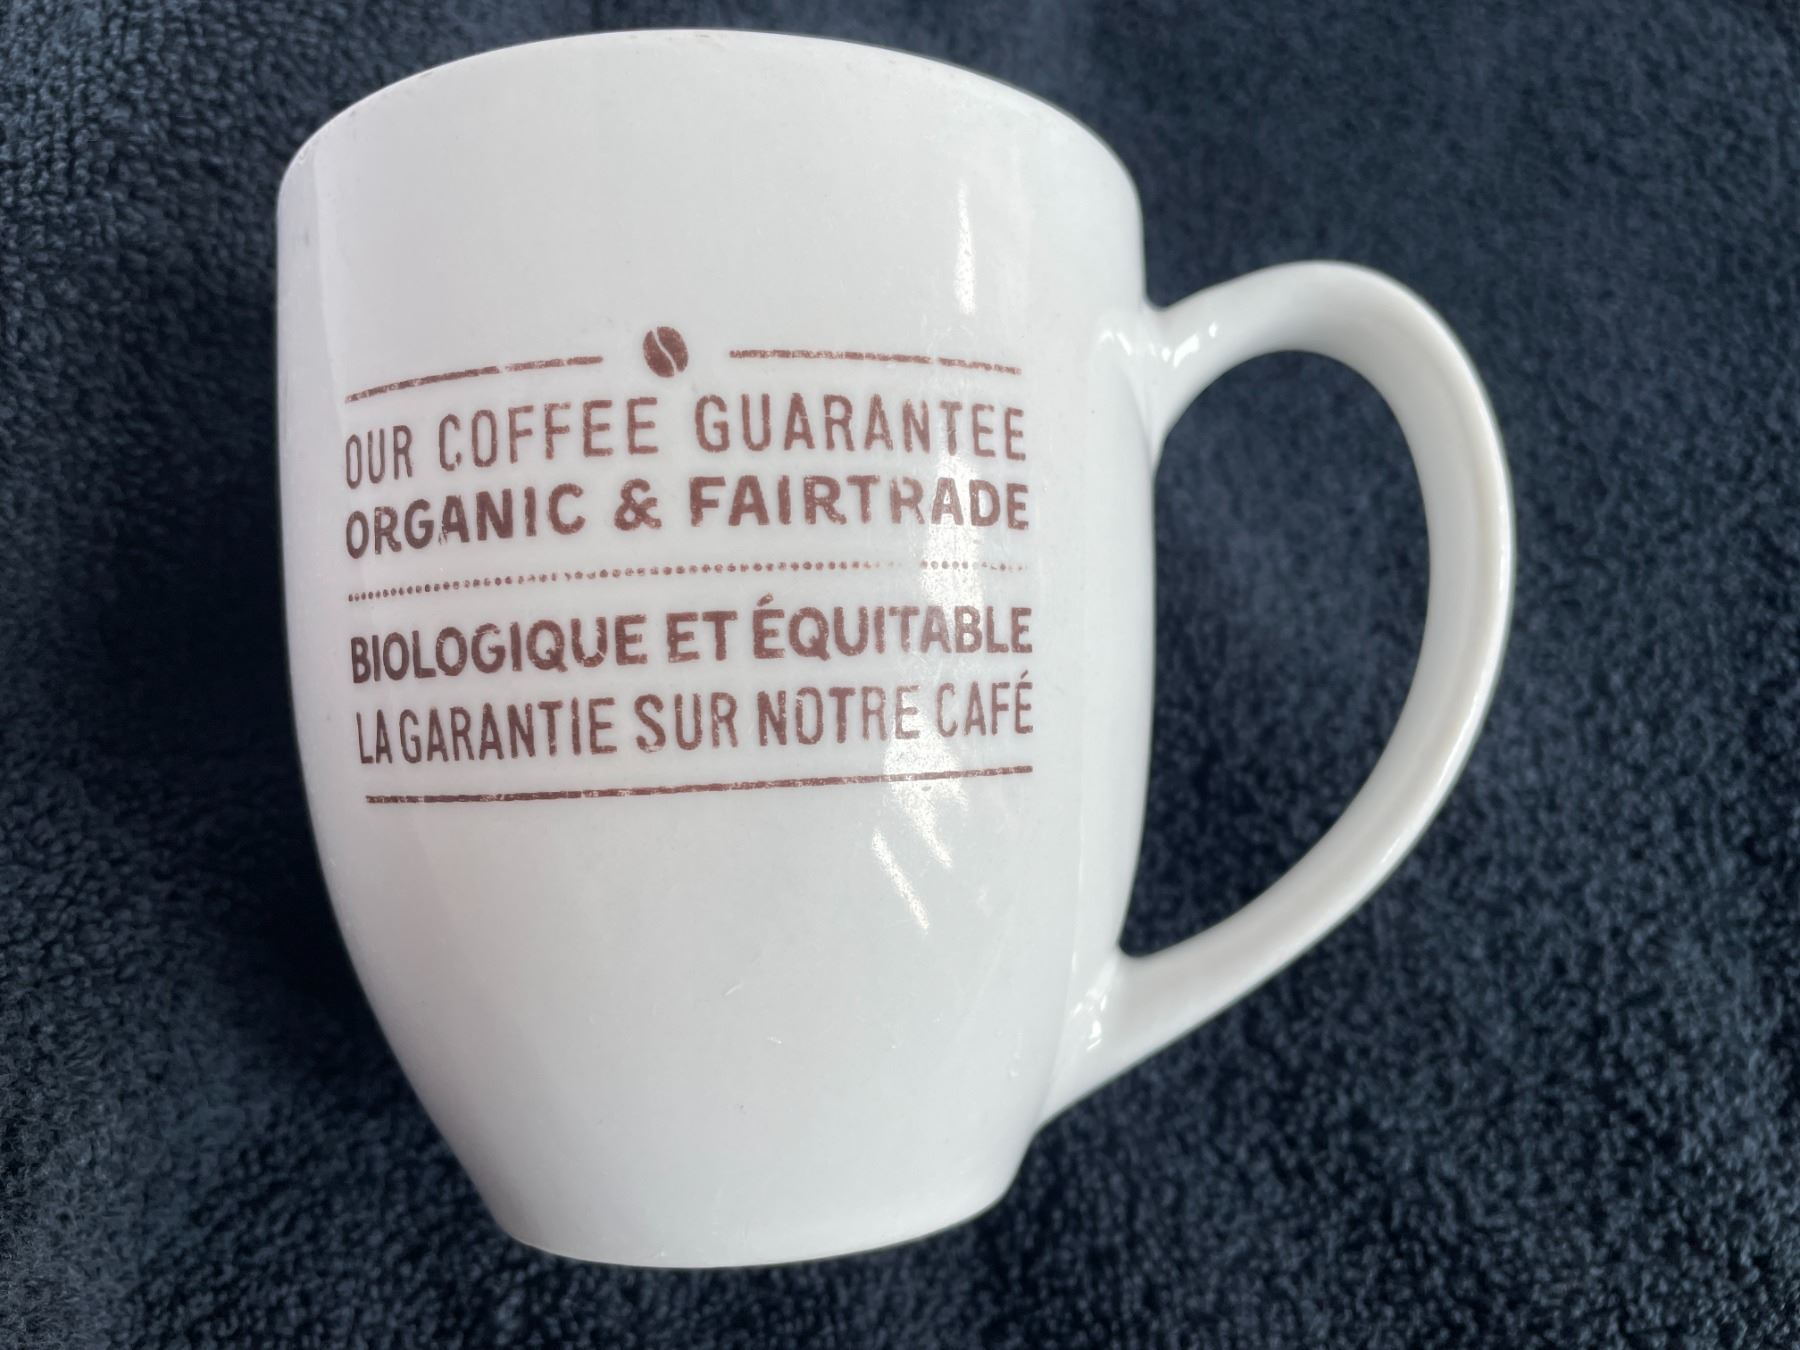 OUR COFFEE GUARANTEE
ORGANIC & FAIRTRADE
BIOLOGIQUE ET ÉQUITABLE
LA GARANTIE SUR NOTRE CAFÉ